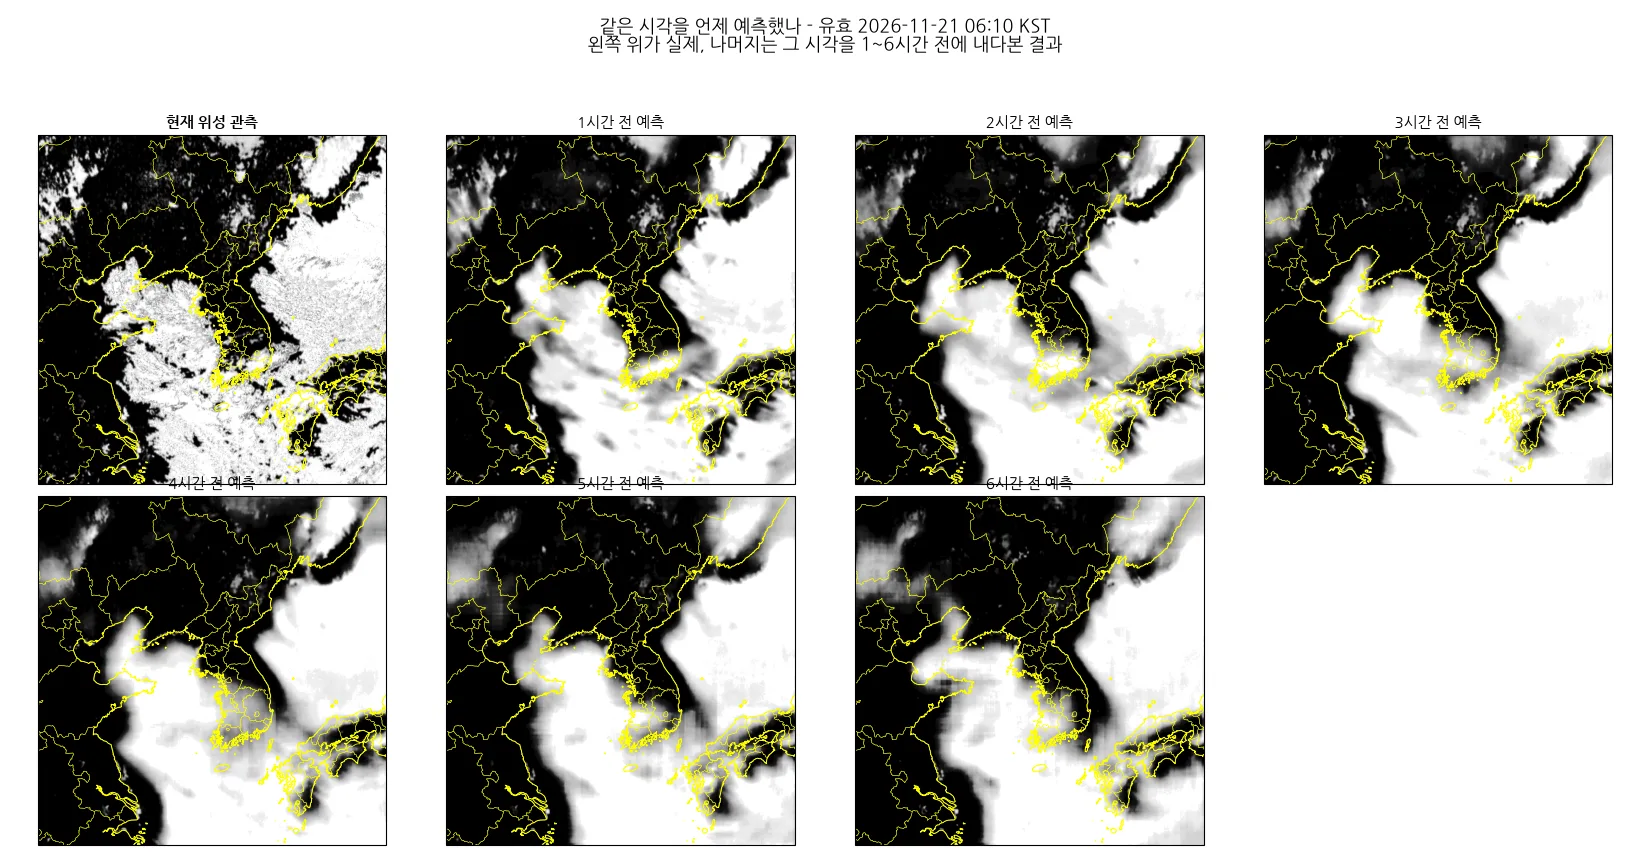 같은 시각을 언제 예측했나 - 유효 2026-11-21 06:10 KST
왼쪽 위가 실제, 나머지는 그 시각을 1~6시간 전에 내다본 결과
현재 위성 관측
1시간 전 예측
2시간 전 예측
3시간 전 예측
4시간 전 예측
5시간 전 예측
6시간 전 예측